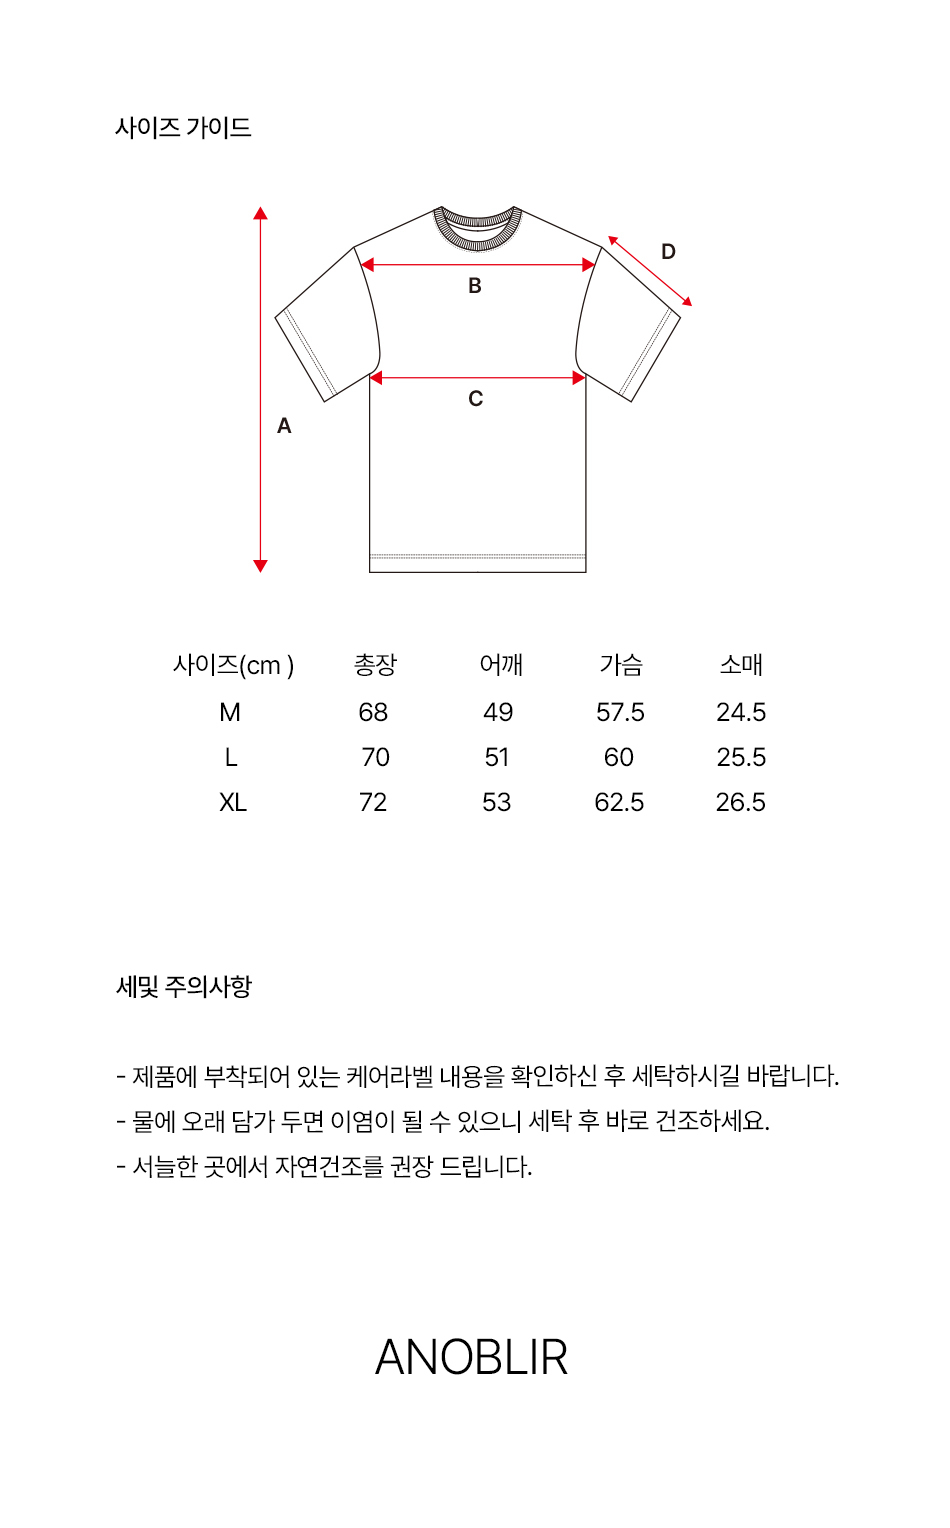 사이즈 가이드
D
B
C
A
사이즈(cm ) 총장 어깨 가슴 소매
M 68 49 57.5 24.5
L 70 51 60 25.5
XL 72 53 62.5 26.5
세및 주의사항
- 제품에 부착되어 있는 케어라벨 내용을 확인하신 후 세탁하시길 바랍니다.
- 물에 오래 담가 두면 이염이 될 수 있으니 세탁 후 바로 건조하세요.
- 서늘한 곳에서 자연건조를 권장 드립니다.
ANOBLIR